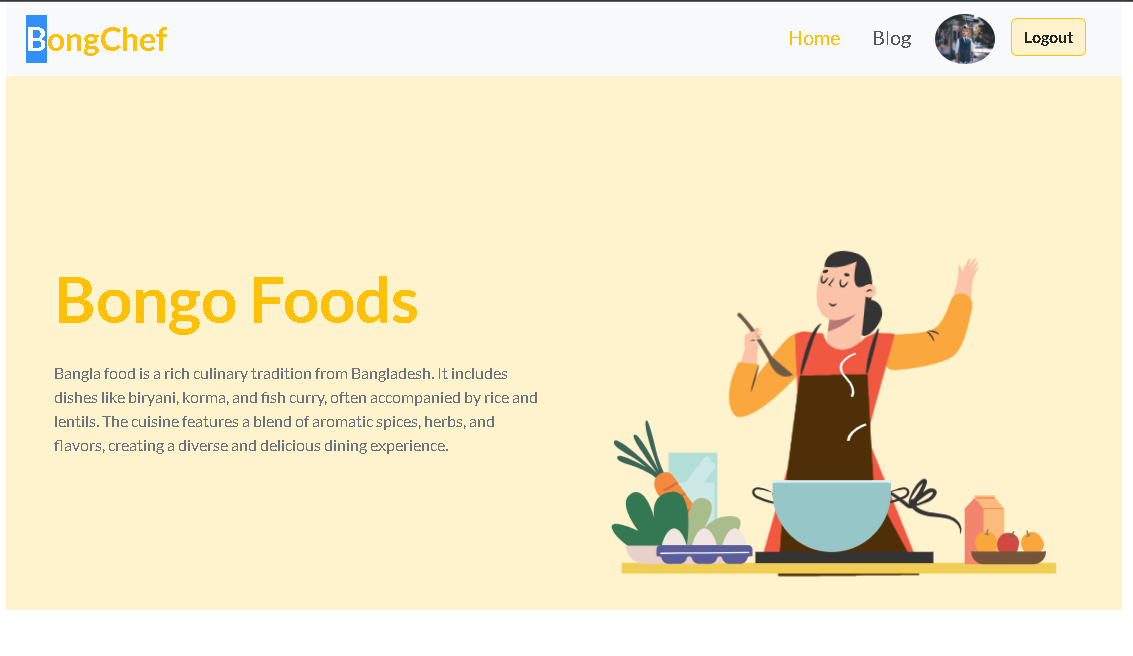 BongChef
Home
Blog
Logout
Bongo Foods
Bangla food is a rich culinary tradition from Bangladesh. It includes
dishes like biryani, korma, and fish curry, often accompanied by rice and
lentils. The cuisine features a blend of aromatic spices, herbs, and
flavors, creating a diverse and delicious dining experience.